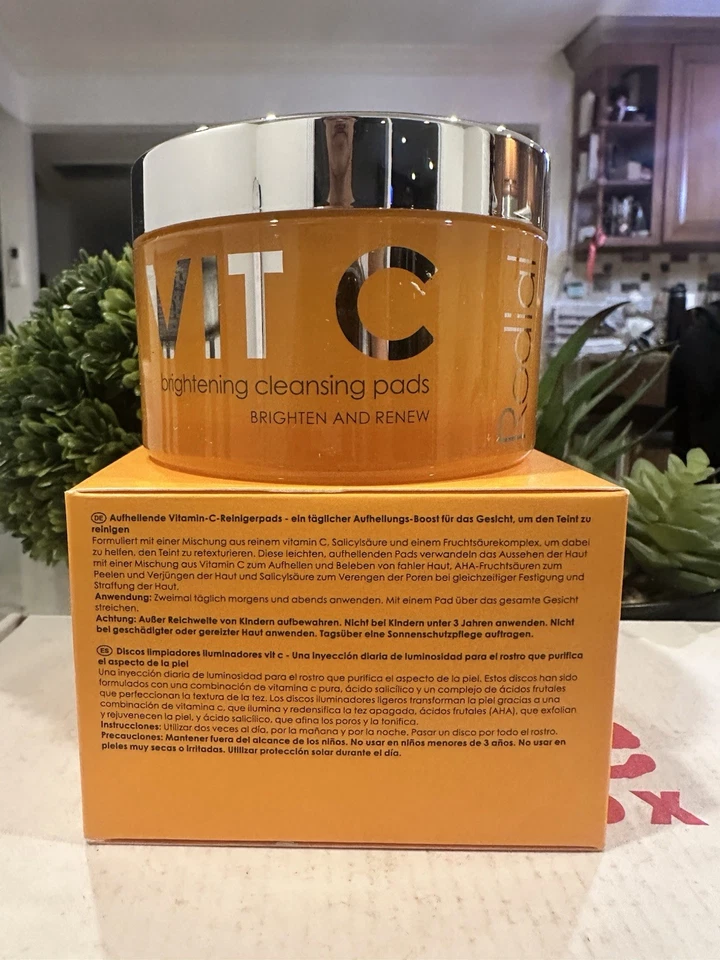 VIT C
brightening cleansing pads
BRIGHTEN AND RENEW
Rodial
DE Aufhellende Vitamin-C-Reinigerpads - ein täglicher Aufhellungs-Boost für das Gesicht, um den Teint zu
reinigen
Formuliert mit einer Mischung aus reinem vitamin C, Salicylsäure und einem Fruchtsäurekomplex, um dabei
zu helfen, den Teint zu retexturieren. Diese leichten, aufhellenden Pads verwandeln das Aussehen der Haut
mit einer Mischung aus Vitamin C zum Aufhellen und Beleben von fahler Haut, AHA-Fruchtsäuren zum
Peelen und Verjüngen der Haut und Salicylsäure zum Verengen der Poren bei gleichzeitiger Festigung und
Straffung der Haut.
Anwendung: Zweimal täglich morgens und abends anwenden. Mit einem Pad über das gesamte Gesicht
streichen.
Achtung: Außer Reichweite von Kindern aufbewahren. Nicht bei Kindern unter 3 Jahren anwenden. Nicht
bei geschädigter oder gereizter Haut anwenden. Tagsüber eine Sonnenschutzpflege auftragen.
ES Discos limpiadores iluminadores vit c - Una inyección diaria de luminosidad para el rostro que purifica
el aspecto de la piel
Una inyección diaria de luminosidad para el rostro que purifica el aspecto de la piel. Estos discos han sido
formulados con una combinación de vitamina c pura, ácido salicílico y un complejo de ácidos frutales
que perfeccionan la textura de la tez. Los discos iluminadores ligeros transforman la piel gracias a una
combinación de vitamina c, que ilumina y redensifica la tez apagada, ácidos frutales (AHA), que exfolian
y rejuvenecen la piel, y ácido salicílico, que afina los poros y la tonifica.
Instrucciones: Utilizar dos veces al día, por la mañana y por la noche. Pasar un disco por todo el rostro.
Precauciones: Mantener fuera del alcance de los niños. No usar en niños menores de 3 años. No usar en
pieles muy secas o irritadas. Utilizar protección solar durante el día.